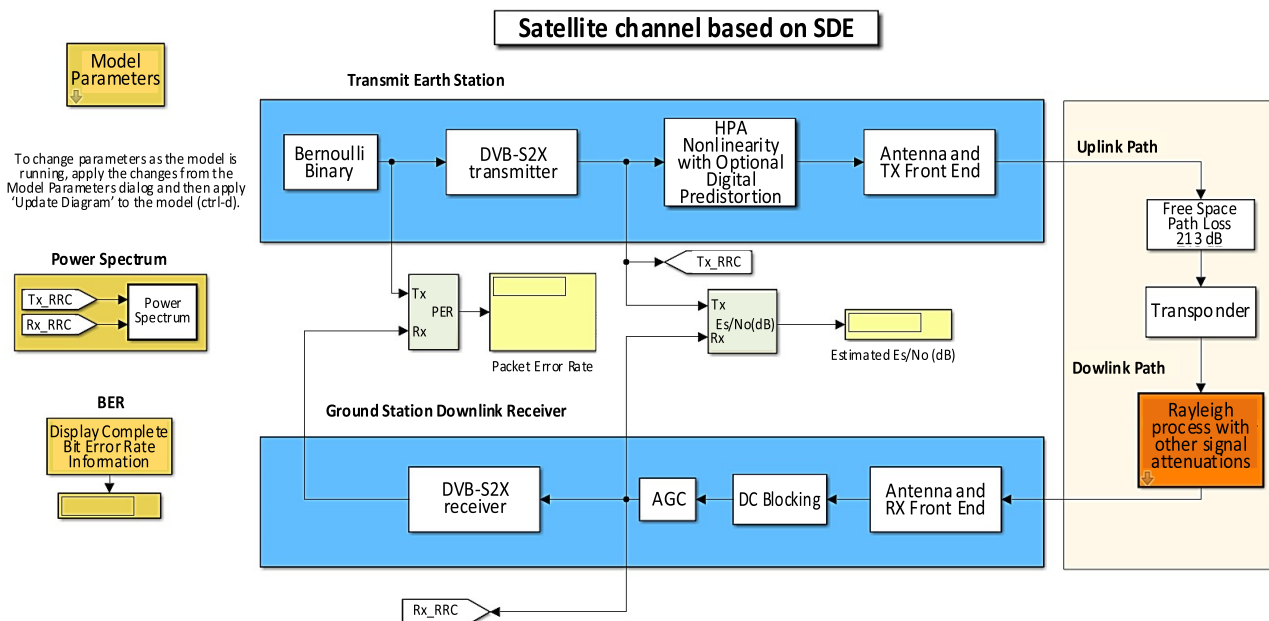 Satellite channel based on SDE
Model
Parameters
To change parameters as the model is
running, apply the changes from the
Model Parameters dialog and then apply
‘Update Diagram’ to the model (ctrl-d).
Power Spectrum
Tx_RRC
Rx_RRC
Power
Spectrum
BER
Display Complete
Bit Error Rate
Information
Transmit Earth Station
Bernoulli
Binary
DVB-S2X
transmitter
HPA
Nonlinearity
with Optional
Digital
Predistortion
Antenna and
TX Front End
Uplink Path
Free Space
Path Loss
213 dB
Transponder
Dowlink Path
Rayleigh
process with
other signal
attenuations
Tx_RRC
Tx
PER
Rx
Packet Error Rate
Tx
Es/No(dB)
Rx
Estimated Es/No (dB)
Ground Station Downlink Receiver
DVB-S2X
receiver
AGC
DC Blocking
Antenna and
RX Front End
Rx_RRC